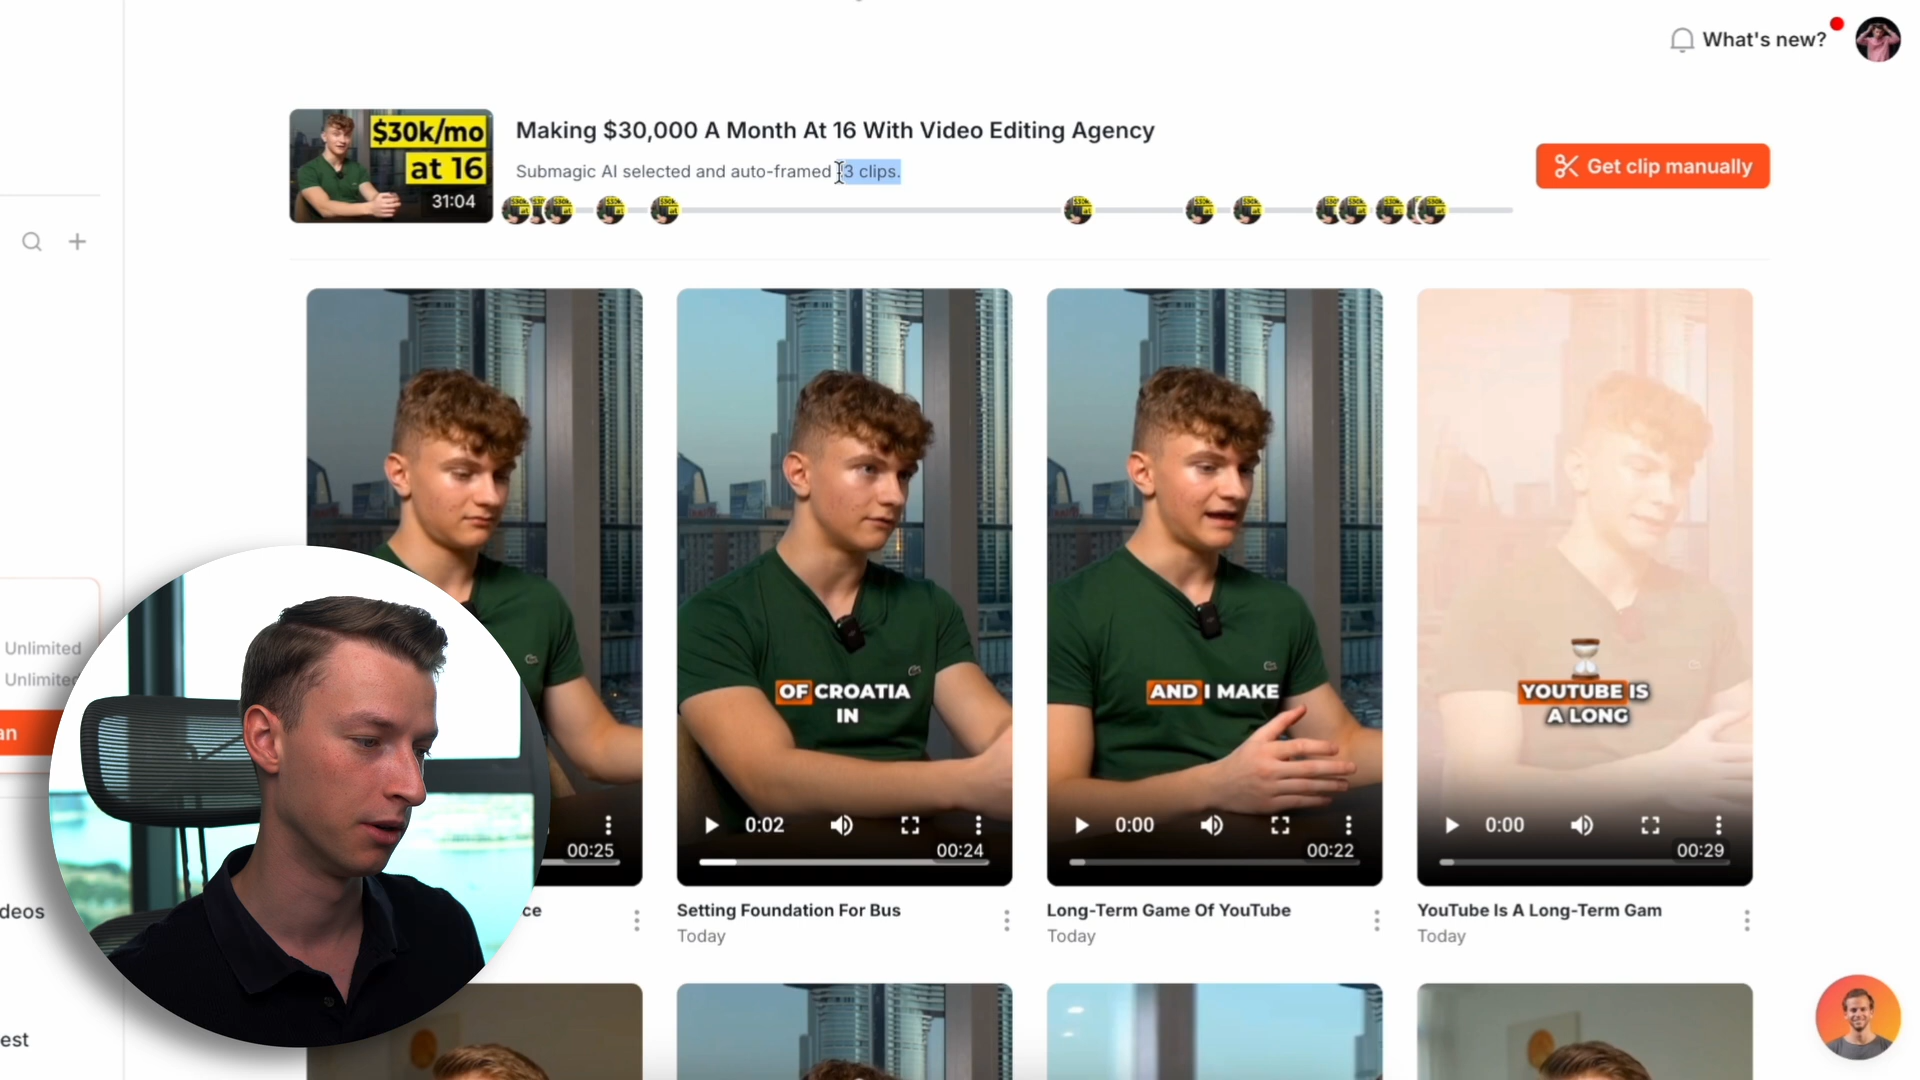 What's new?
$30k/mo
at 16
31:04
Making $30,000 A Month At 16 With Video Editing Agency
Submagic AI selected and auto-framed 13 clips.
Get clip manually
Unlimited
Unlimited
an
OF CROATIA
IN
AND I MAKE
YOUTUBE IS
A LONG
00:25
0:02
00:24
0:00
00:22
0:00
00:29
ce
Setting Foundation For Bus
Long-Term Game Of YouTube
YouTube Is A Long-Term Gam
Today
Today
Today
deos
est